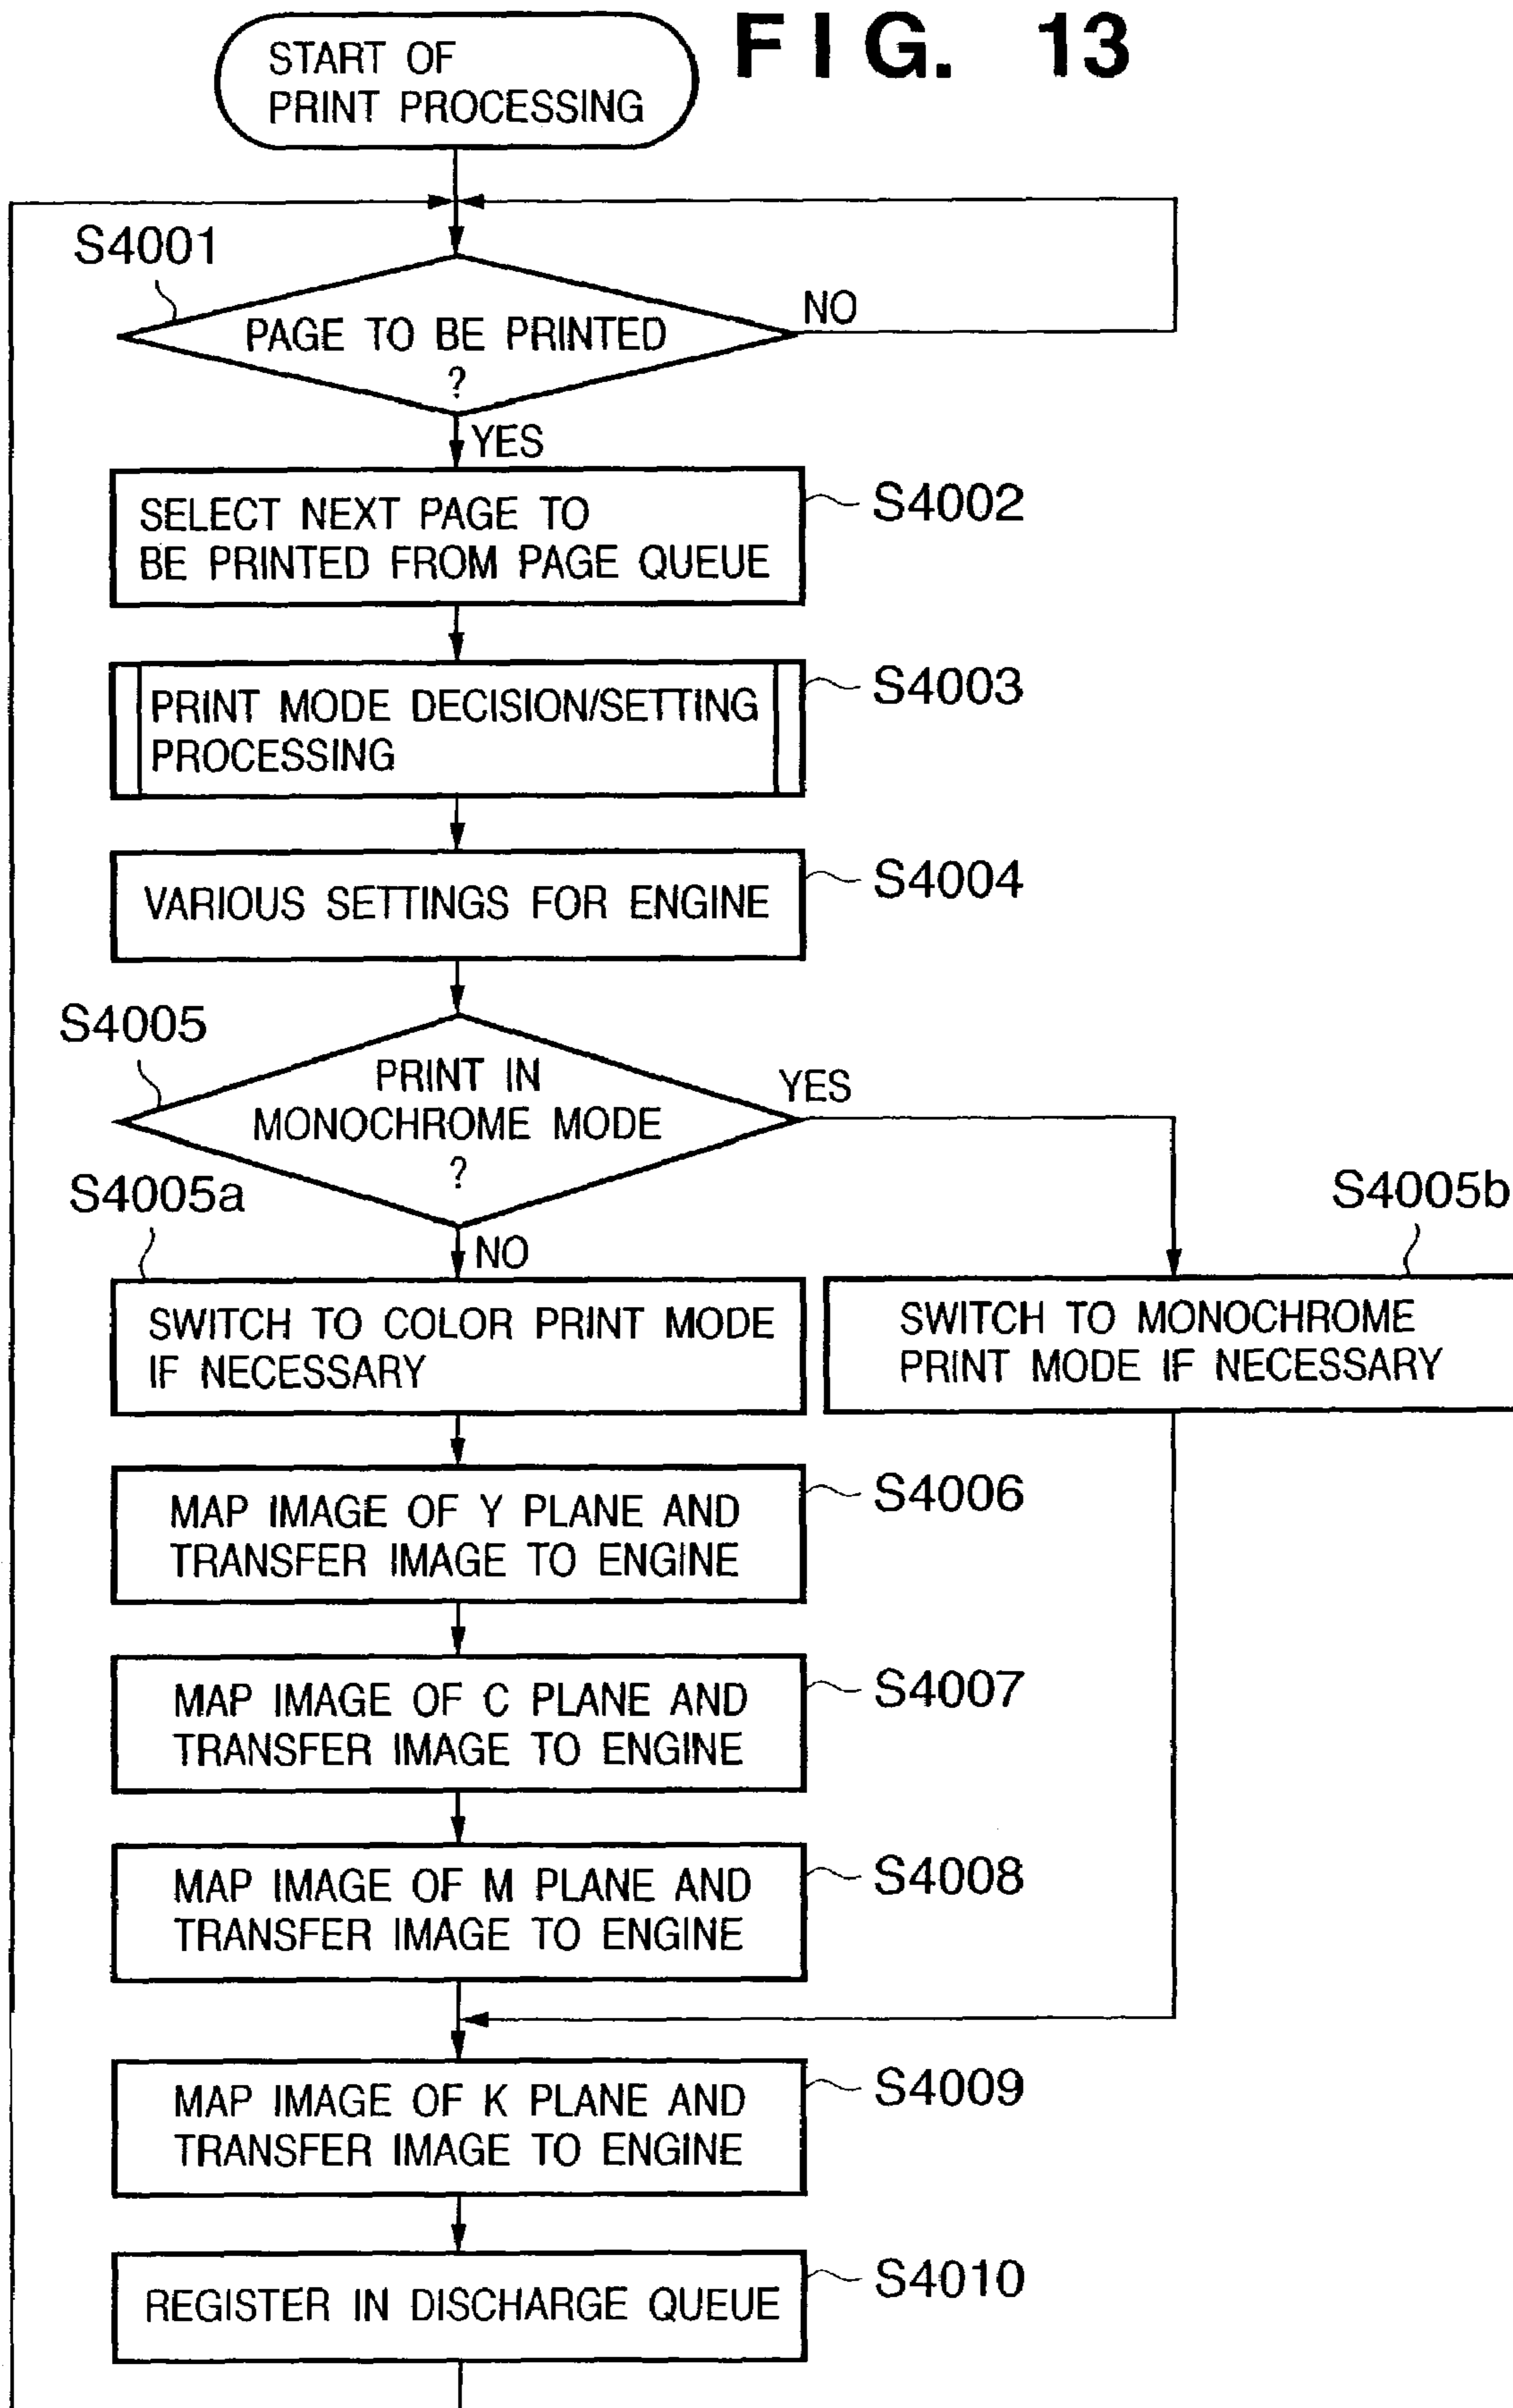 FIG. 13
START OF
PRINT PROCESSING
S4001
PAGE TO BE PRINTED
?
NO
YES
SELECT NEXT PAGE TO
BE PRINTED FROM PAGE QUEUE
S4002
PRINT MODE DECISION/SETTING
PROCESSING
S4003
VARIOUS SETTINGS FOR ENGINE
S4004
S4005
PRINT IN
MONOCHROME MODE
?
YES
NO
S4005a
SWITCH TO COLOR PRINT MODE
IF NECESSARY
S4005b
SWITCH TO MONOCHROME
PRINT MODE IF NECESSARY
MAP IMAGE OF Y PLANE AND
TRANSFER IMAGE TO ENGINE
S4006
MAP IMAGE OF C PLANE AND
TRANSFER IMAGE TO ENGINE
S4007
MAP IMAGE OF M PLANE AND
TRANSFER IMAGE TO ENGINE
S4008
MAP IMAGE OF K PLANE AND
TRANSFER IMAGE TO ENGINE
S4009
REGISTER IN DISCHARGE QUEUE
S4010